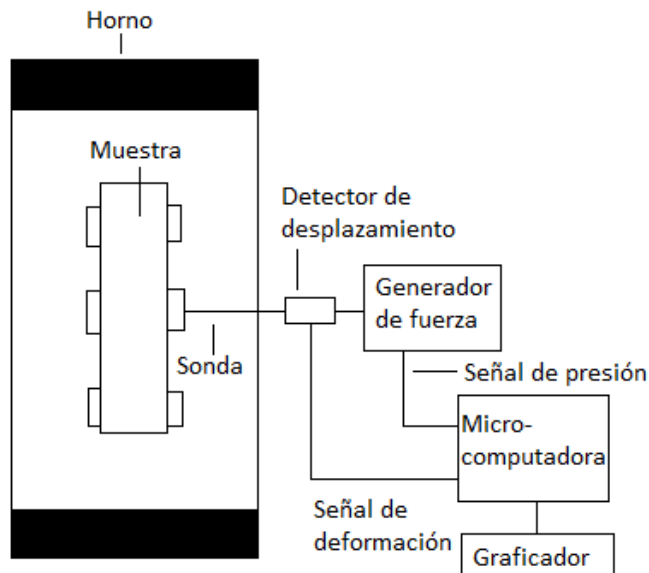 Horno
Muestra
Detector de
desplazamiento
Generador
de fuerza
Sonda
Señal de presión
Micro-
computadora
Señal de
deformación
Graficador